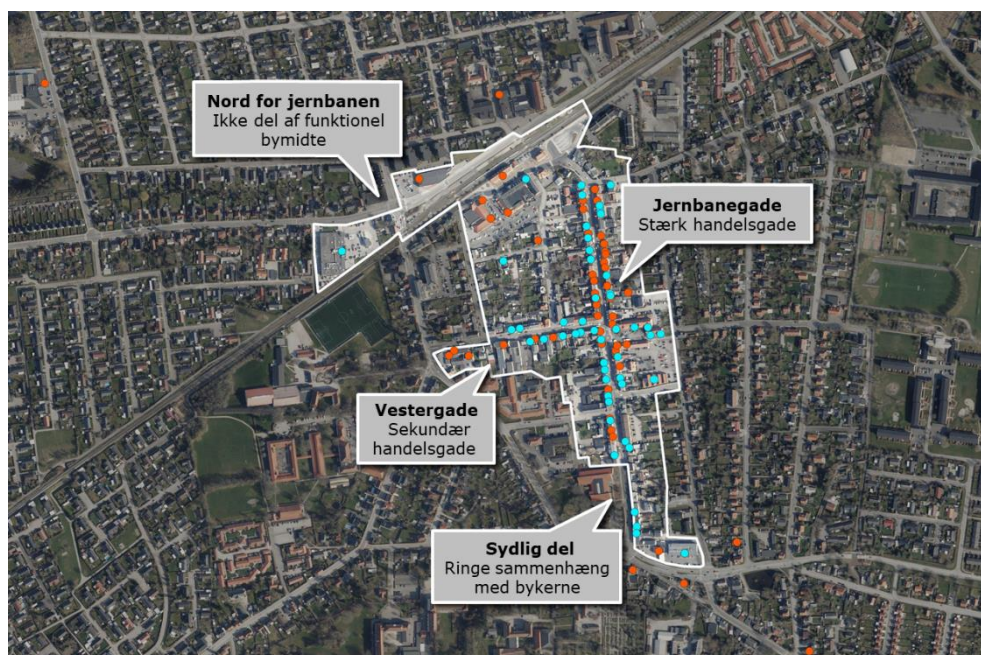 Nord for jernbanen
Ikke del af funktionel
bymidte
Jernbanegade
Stærk handelsgade
Vestergade
Sekundær
handelsgade
Sydlig del
Ringe sammenhæng
med bykerne